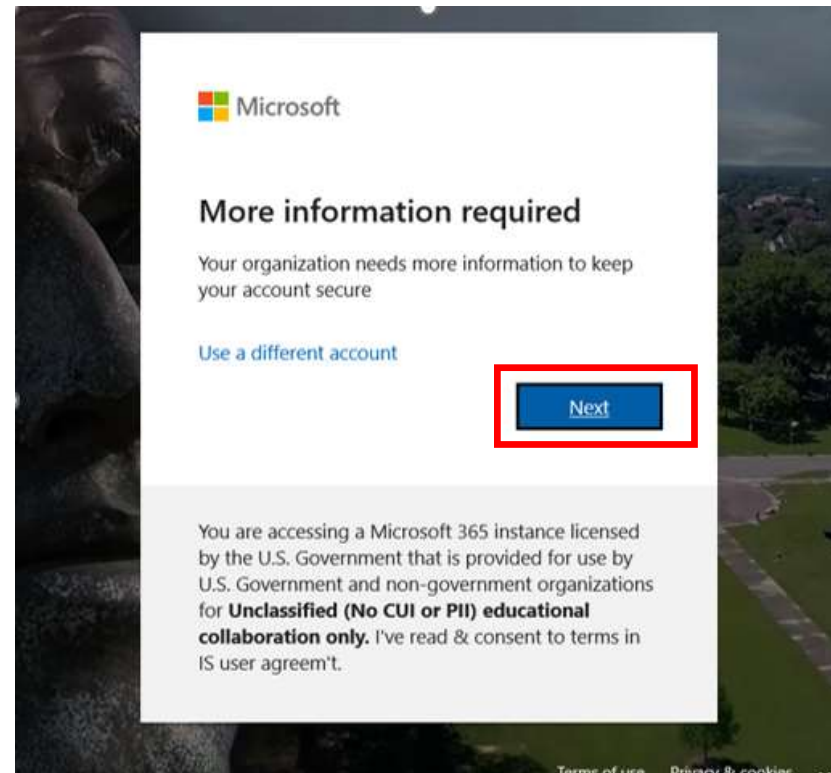 Microsoft
More information required
Your organization needs more information to keep
your account secure
Use a different account
Next
You are accessing a Microsoft 365 instance licensed
by the U.S. Government that is provided for use by
U.S. Government and non-government organizations
for Unclassified (No CUI or PII) educational
collaboration only. I've read & consent to terms in
IS user agreem't.
Terms of use Privacy & cookies